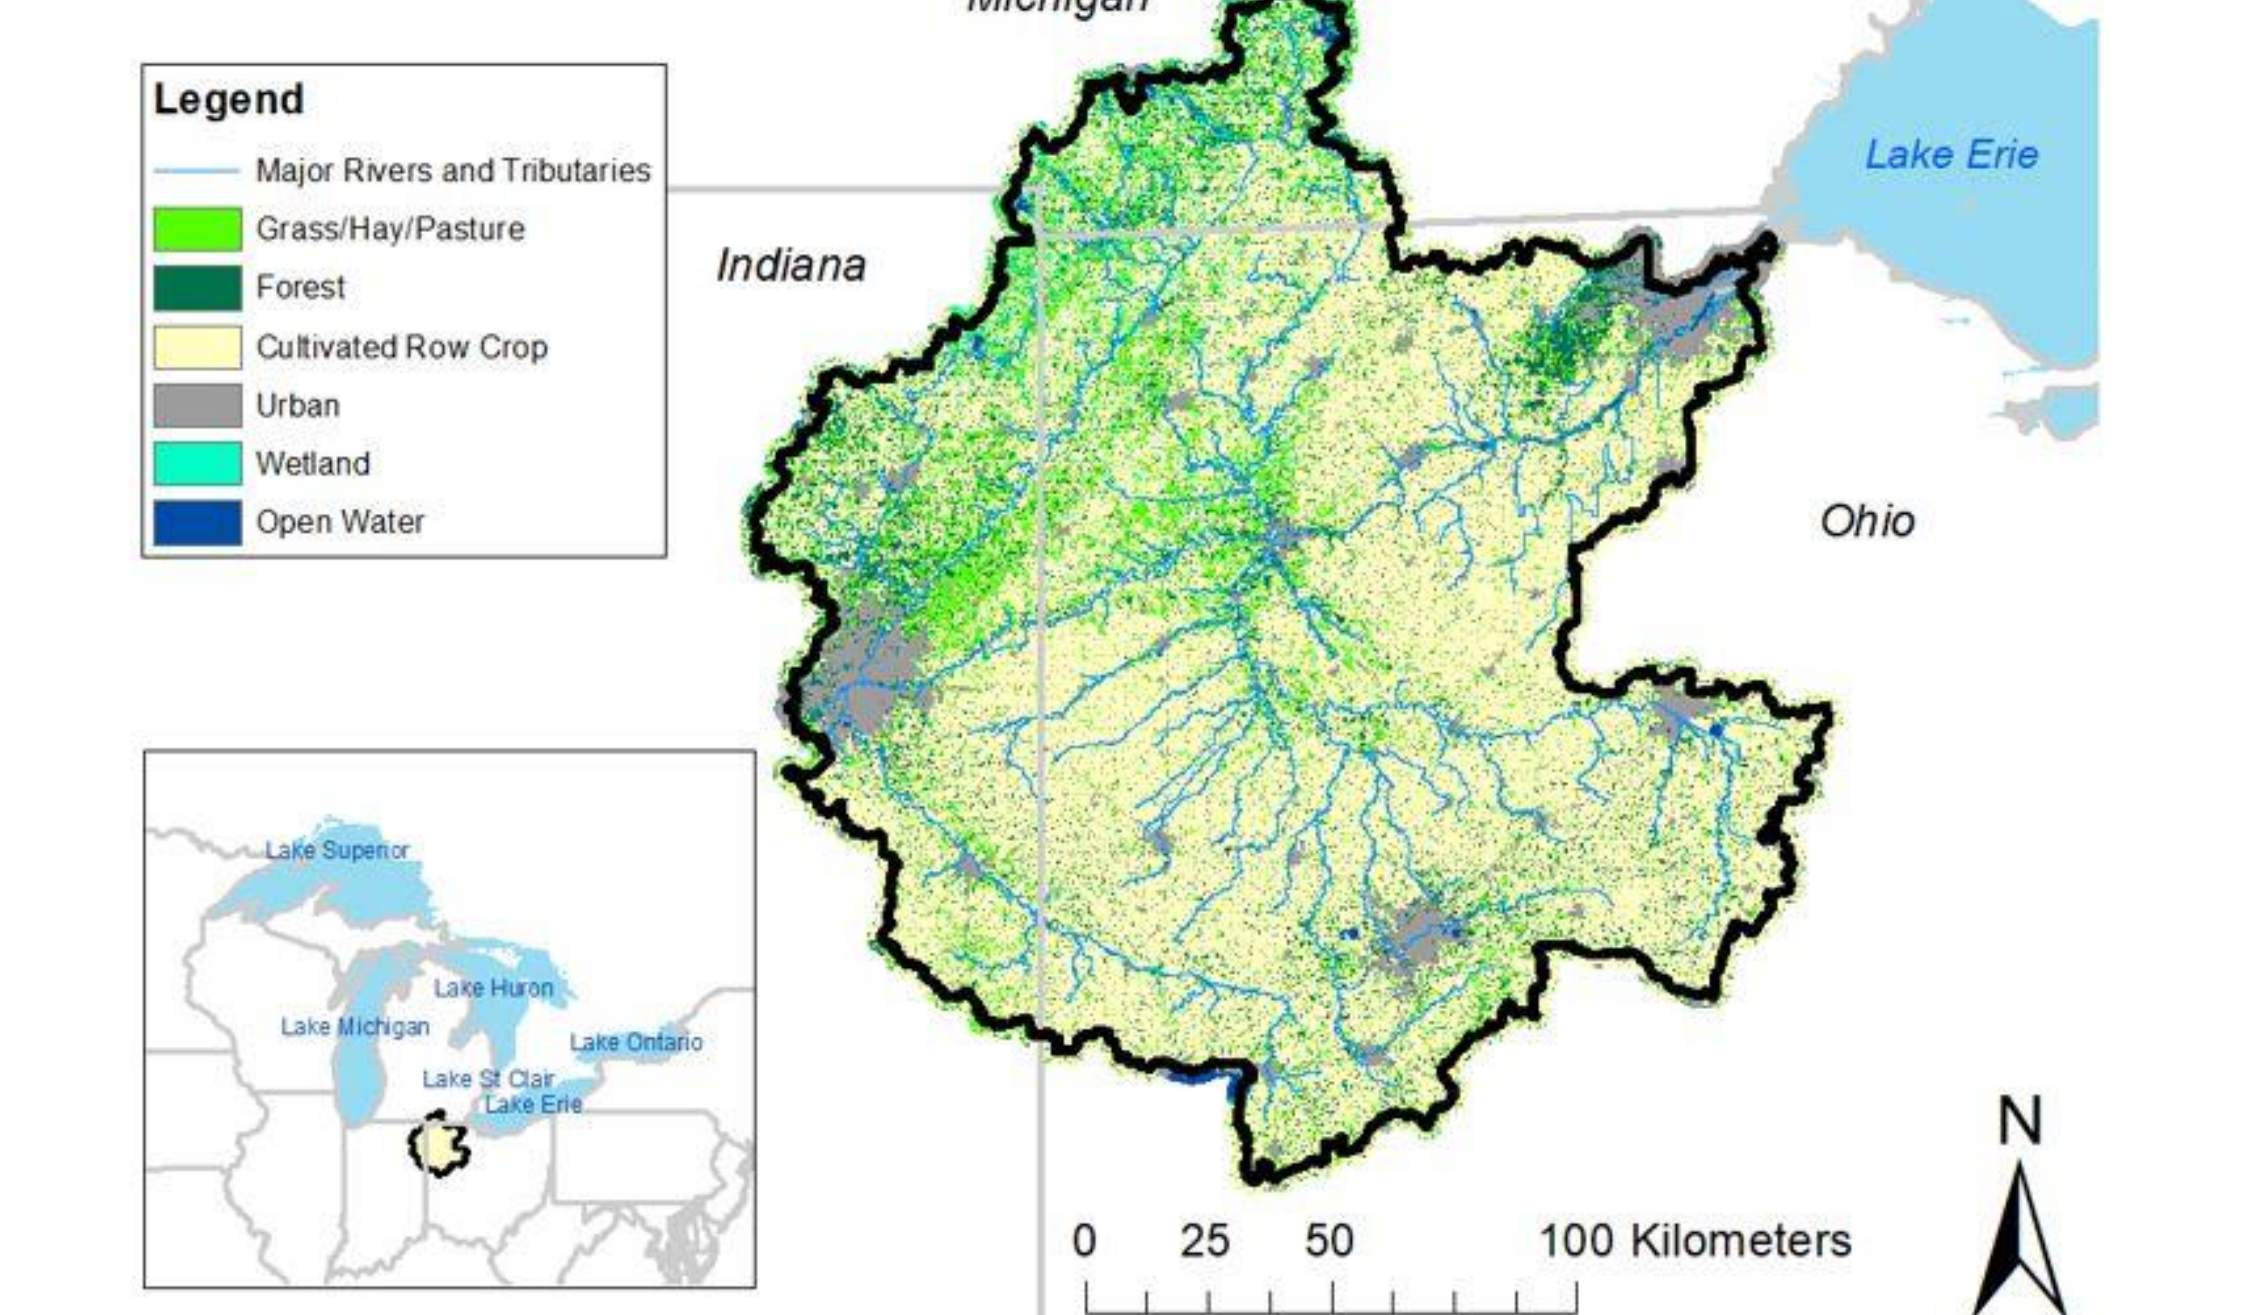 Michigan
Legend
Major Rivers and Tributaries
Grass/Hay/Pasture
Forest
Cultivated Row Crop
Urban
Wetland
Open Water
Indiana
Lake Erie
Ohio
Lake Superior
Lake Huron
Lake Michigan
Lake Ontario
Lake St Clair
Lake Erie
N
0 25 50 100 Kilometers